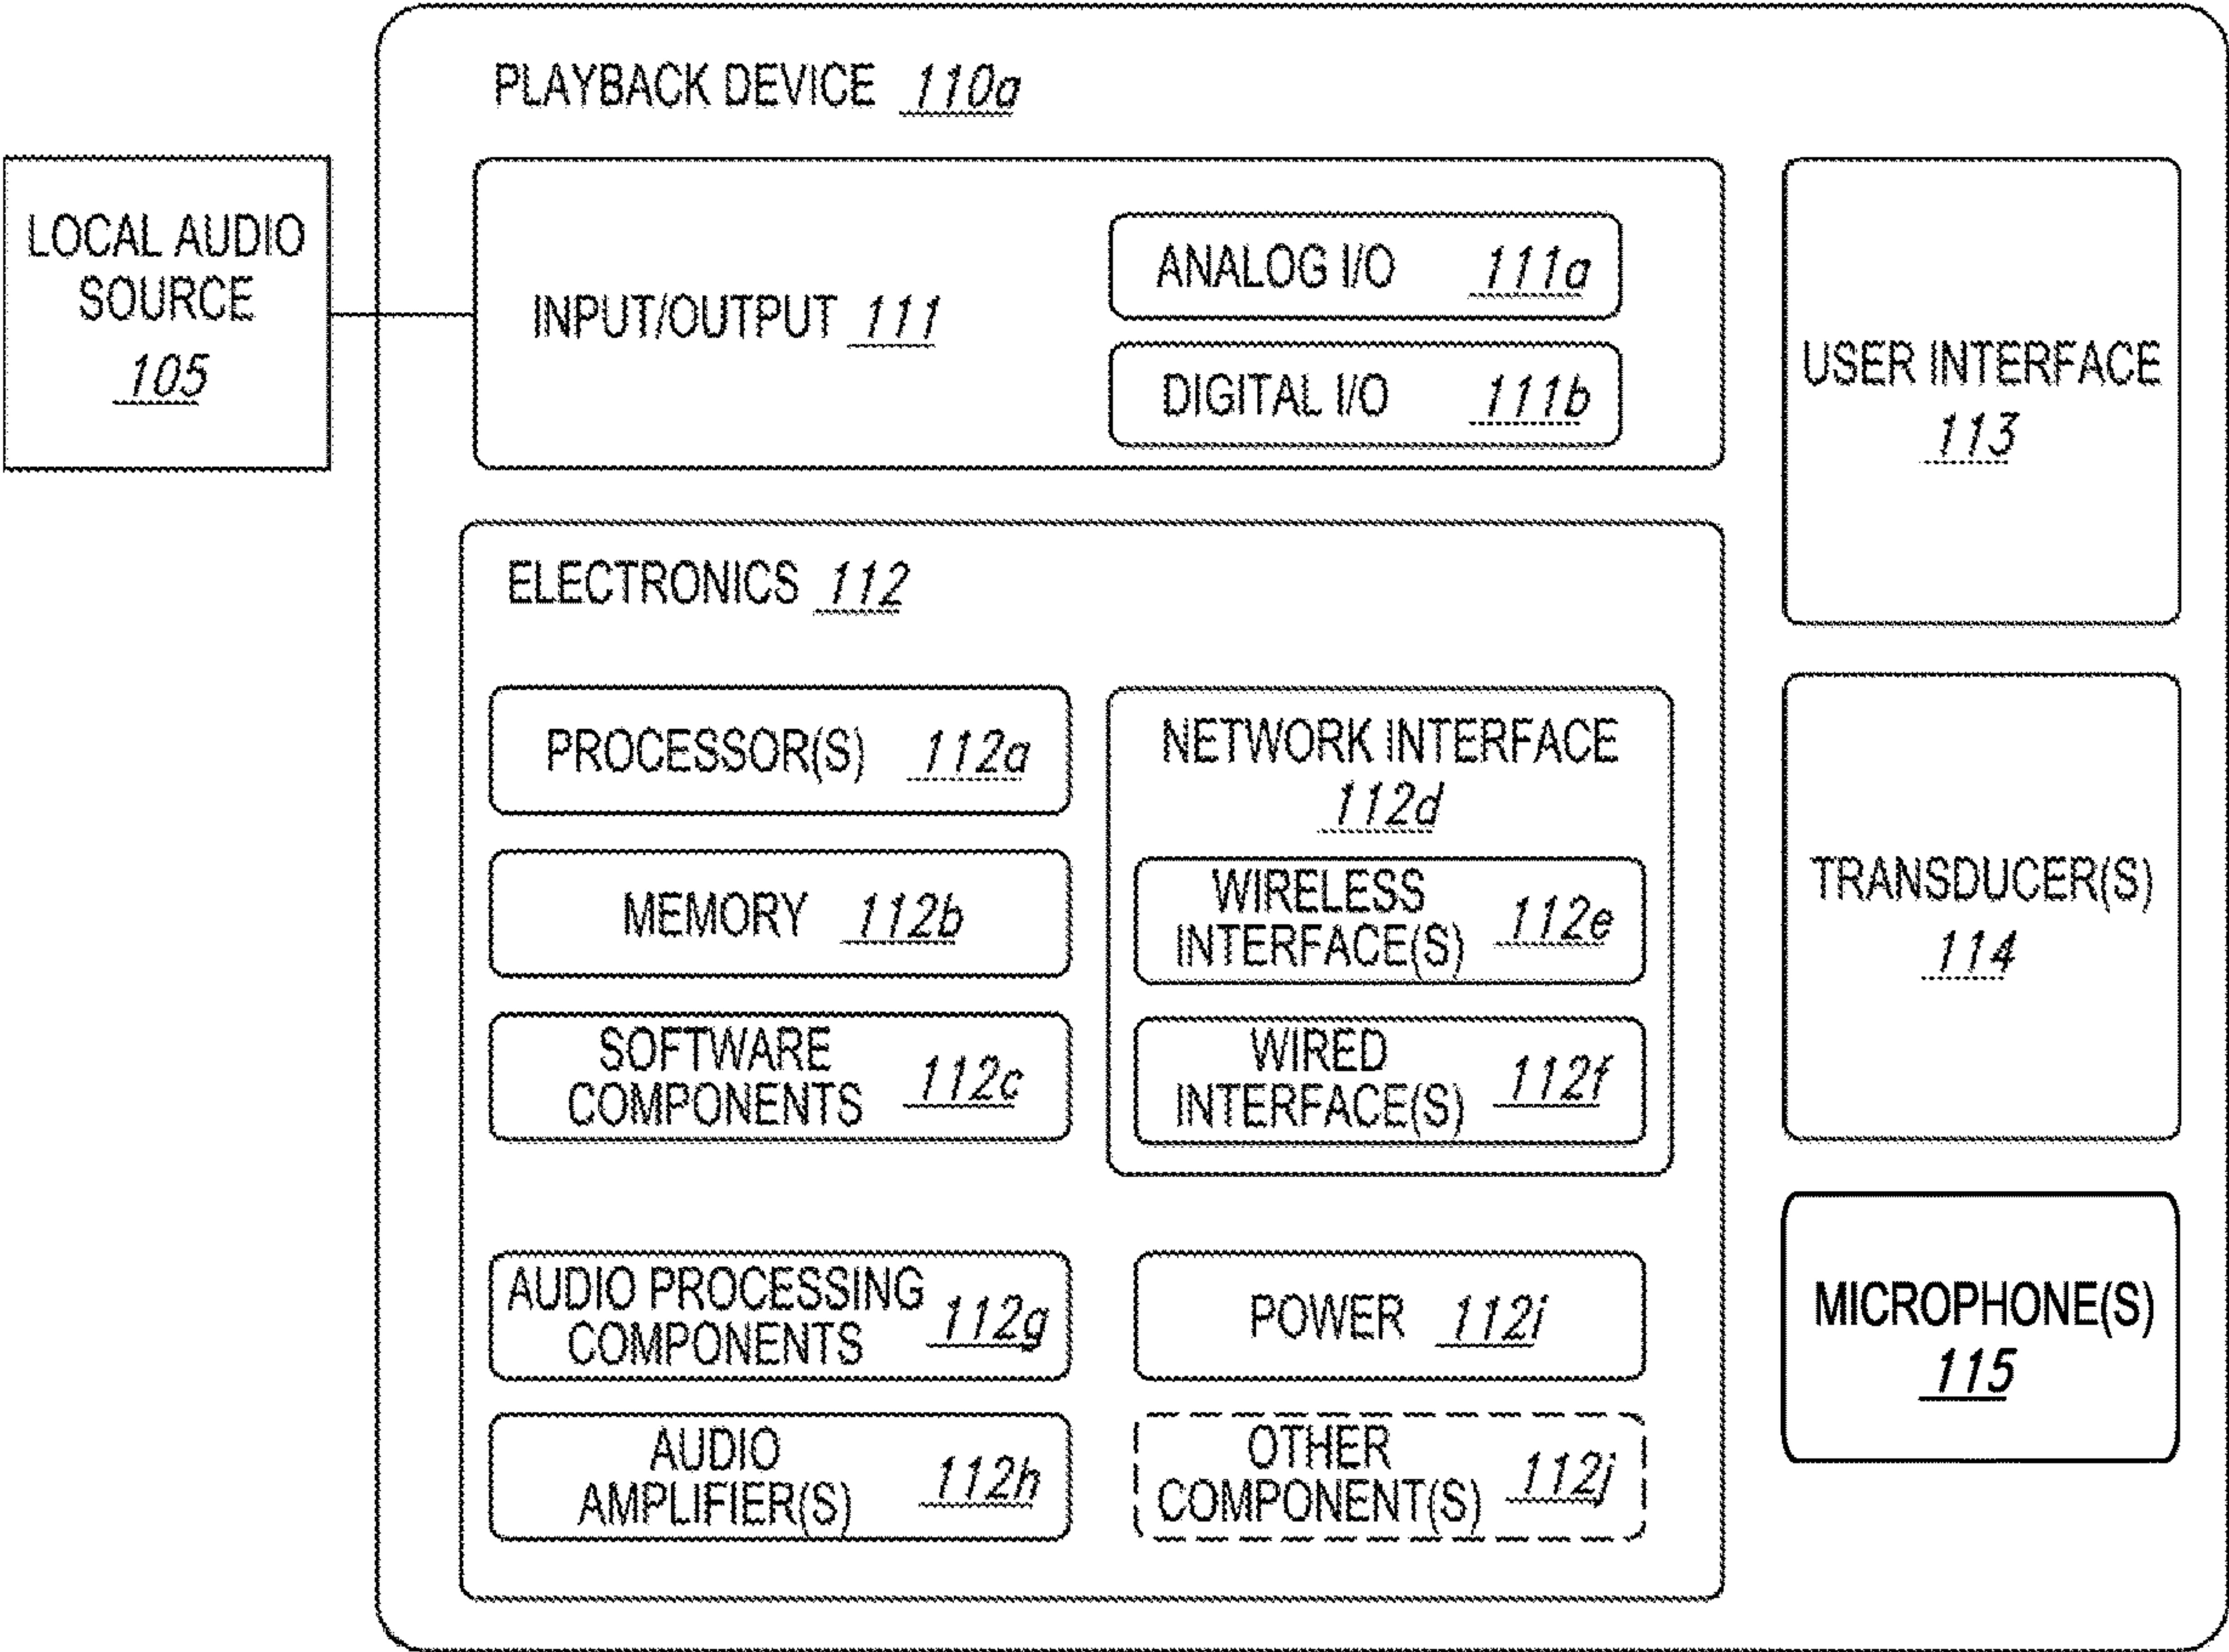 PLAYBACK DEVICE 110a
LOCAL AUDIO
SOURCE
105
INPUT/OUTPUT 111
ANALOG I/O 111a
DIGITAL I/O 111b
USER INTERFACE
113
ELECTRONICS 112
PROCESSOR(S) 112a
MEMORY 112b
SOFTWARE
COMPONENTS 112c
NETWORK INTERFACE
112d
WIRELESS
INTERFACE(S) 112e
WIRED
INTERFACE(S) 112f
AUDIO PROCESSING
COMPONENTS 112g
AUDIO
AMPLIFIER(S) 112h
POWER 112i
OTHER
COMPONENT(S) 112j
TRANSDUCER(S)
114
MICROPHONE(S)
115